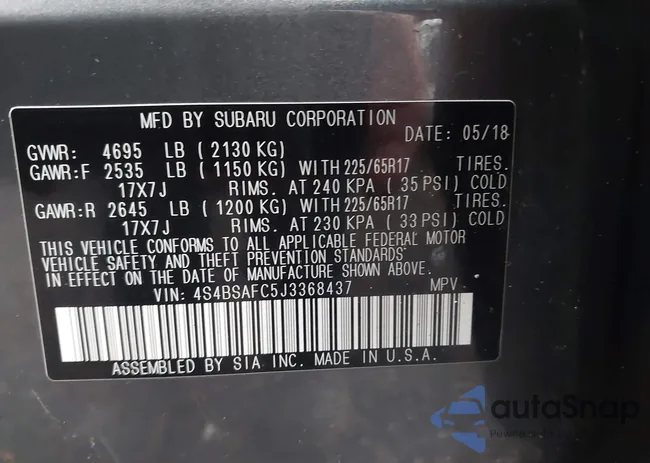 MFD BY SUBARU CORPORATION
DATE: 05/18
GVWR: 4695 LB ( 2130 KG)
GAWR:F 2535 LB ( 1150 KG) WITH 225/65R17 TIRES.
17X7J RIMS. AT 240 KPA ( 35 PSI) COLD
GAWR:R 2645 LB ( 1200 KG) WITH 225/65R17 TIRES.
17X7J RIMS. AT 230 KPA ( 33 PSI) COLD
THIS VEHICLE CONFORMS TO ALL APPLICABLE FEDERAL MOTOR
VEHICLE SAFETY AND THEFT PREVENTION STANDARDS
IN EFFECT ON THE DATE OF MANUFACTURE SHOWN ABOVE.
VIN: 4S4BSAFC5J3368437 MPV
ASSEMBLED BY SIA INC. MADE IN U.S.A.
autoSnap